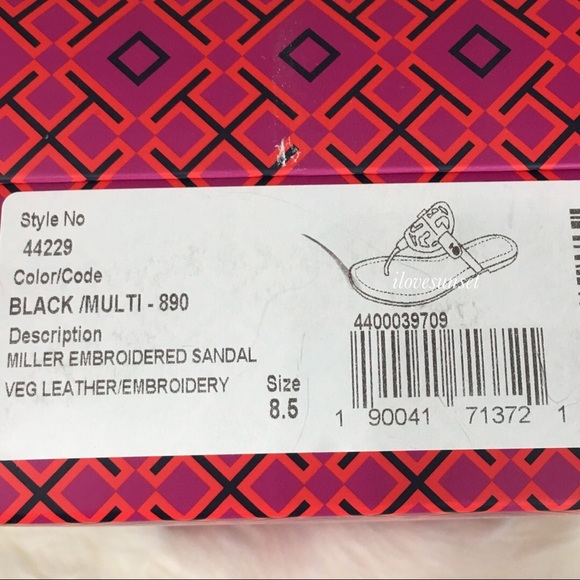 Style No
44229
Color/Code
BLACK /MULTI - 890
Description
MILLER EMBROIDERED SANDAL
VEG LEATHER/EMBROIDERY
Size
8.5
ilovesunset
4400039709
1 90041 71372 1